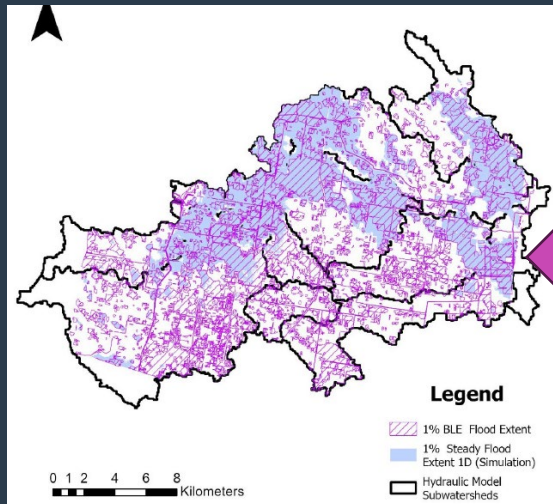 Legend
1% BLE Flood Extent
1% Steady Flood
Extent 1D (Simulation)
Hydraulic Model
Subwatersheds
0 1 2 4 6 8
Kilometers